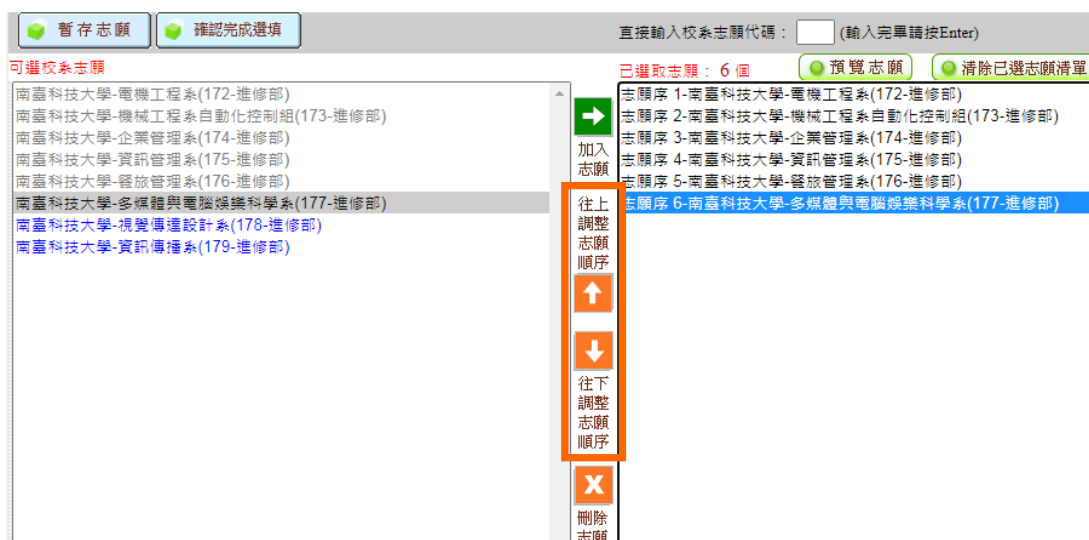 暫存志願
確認完成選填
直接輸入校系志願代碼：
(輸入完畢請按Enter)
可選校系志願
已選取志願：6 個
預覽志願
清除已選志願清單
南臺科技大學-電機工程系(172-進修部)
南臺科技大學-機械工程系自動化控制組(173-進修部)
南臺科技大學-企業管理系(174-進修部)
南臺科技大學-資訊管理系(175-進修部)
南臺科技大學-餐旅管理系(176-進修部)
南臺科技大學-多媒體與電腦娛樂科學系(177-進修部)
南臺科技大學-視覺傳達設計系(178-進修部)
南臺科技大學-資訊傳播系(179-進修部)
加入
志願
往上
調整
志願
順序
往下
調整
志願
順序
X
刪除
志願
志願序 1-南臺科技大學-電機工程系(172-進修部)
志願序 2-南臺科技大學-機械工程系自動化控制組(173-進修部)
志願序 3-南臺科技大學-企業管理系(174-進修部)
志願序 4-南臺科技大學-資訊管理系(175-進修部)
志願序 5-南臺科技大學-餐旅管理系(176-進修部)
志願序 6-南臺科技大學-多媒體與電腦娛樂科學系(177-進修部)